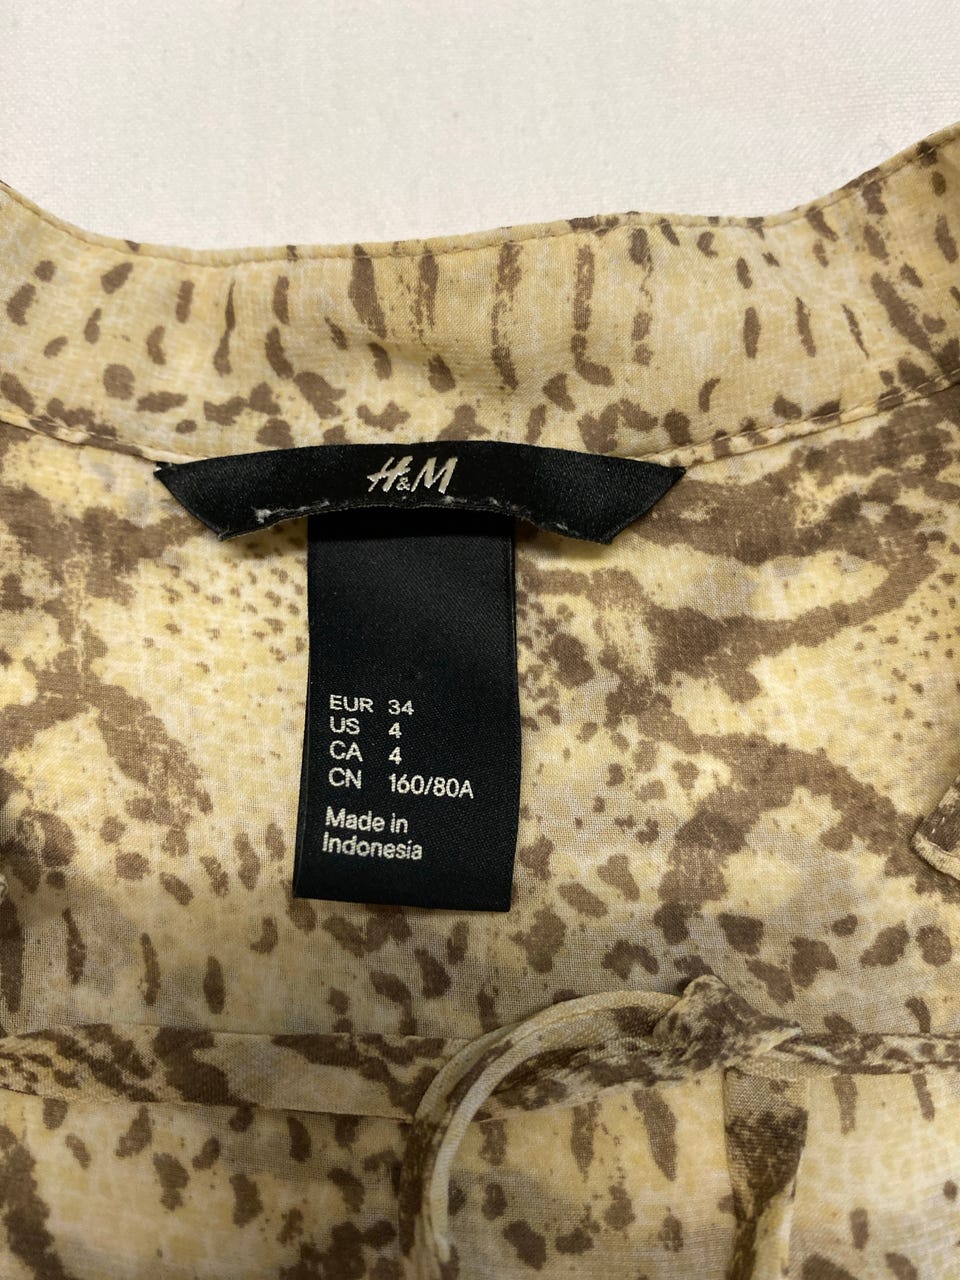 H&M
EUR 34
US 4
CA 4
CN 160/80A
Made in
Indonesia